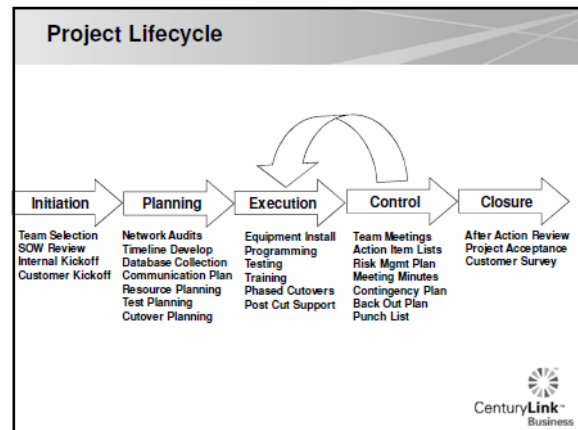 Project Lifecycle
Initiation
Team Selection
SOW Review
Internal Kickoff
Customer Kickoff
Planning
Network Audits
Timeline Develop
Database Collection
Communication Plan
Resource Planning
Test Planning
Cutover Planning
Execution
Equipment Install
Programming
Testing
Training
Phased Cutovers
Post Cut Support
Control
Team Meetings
Action Item Lists
Risk Mgmt Plan
Meeting Minutes
Contingency Plan
Back Out Plan
Punch List
Closure
After Action Review
Project Acceptance
Customer Survey
CenturyLink™
Business